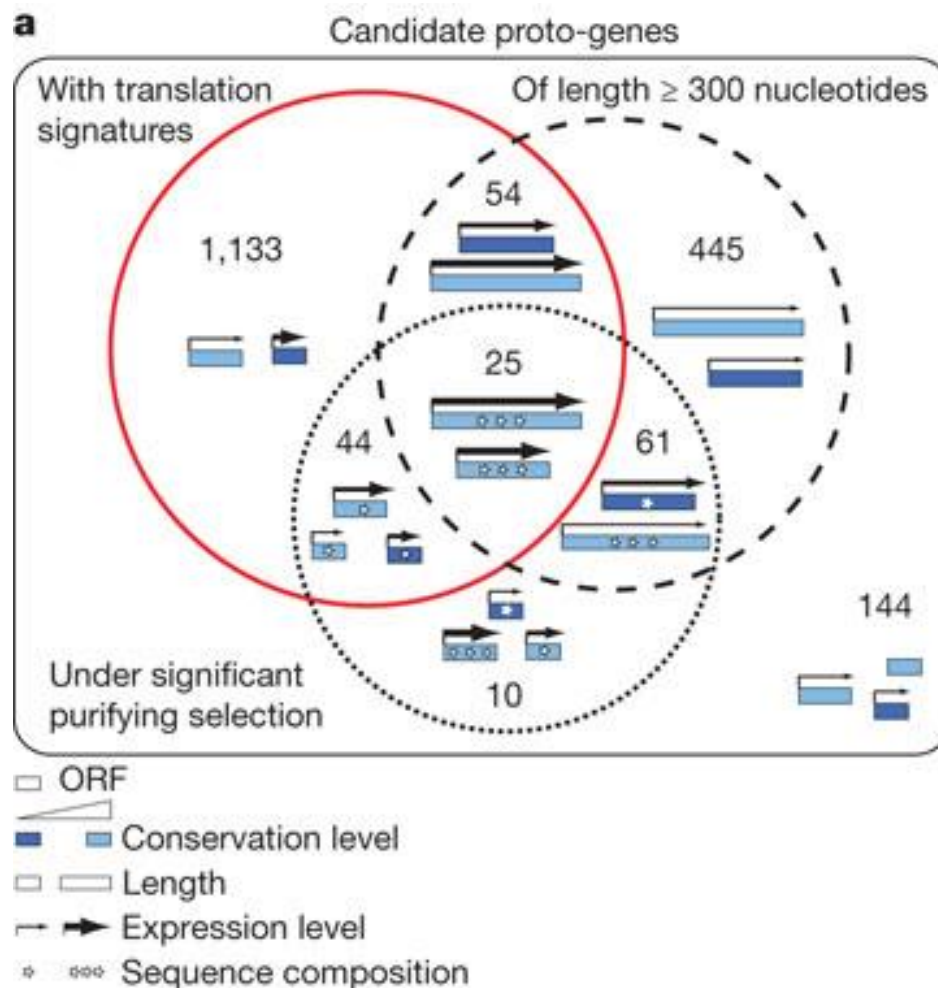 a
Candidate proto-genes
With translation
signatures
Of length ≥ 300 nucleotides
54
1,133
445
25
44
61
144
Under significant
purifying selection
10
ORF
Conservation level
Length
Expression level
Sequence composition